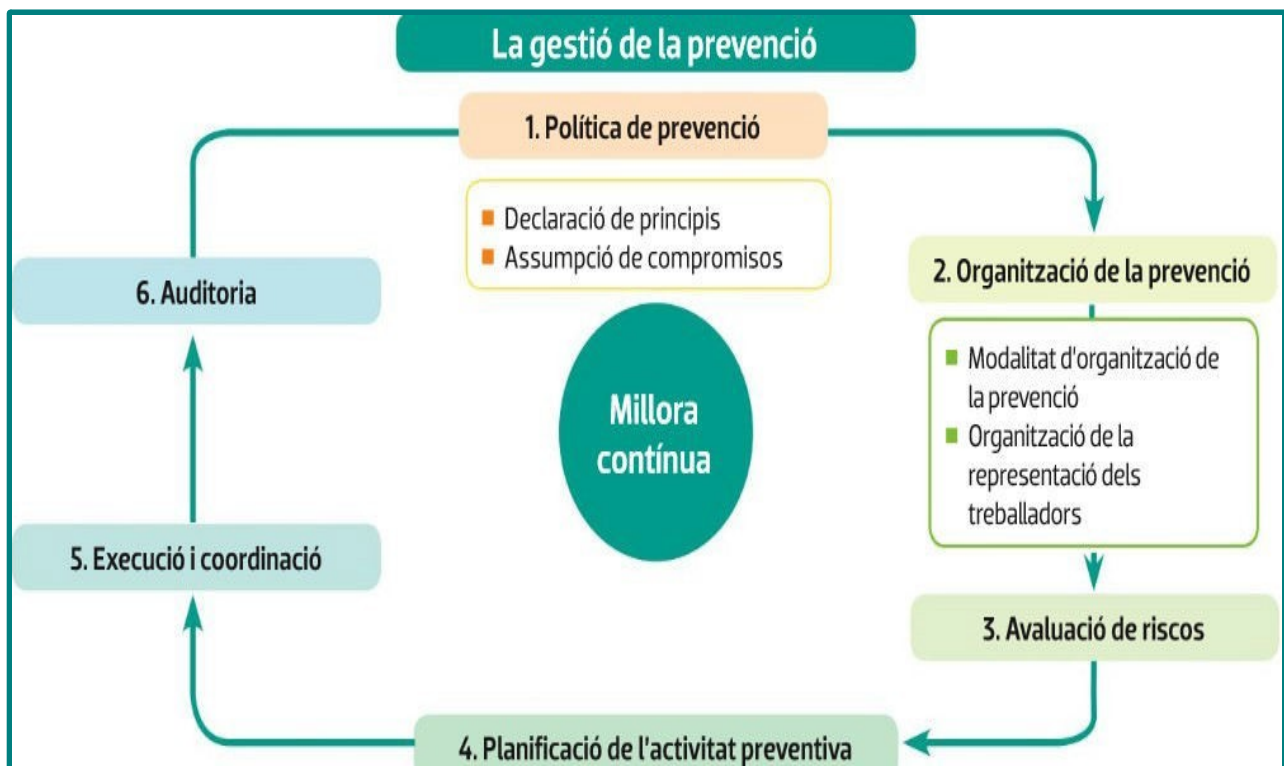 La gestió de la prevenció
1. Política de prevenció
■ Declaració de principis
■ Assumpció de compromisos
2. Organització de la prevenció
■ Modalitat d'organització de
la prevenció
■ Organització de la
representació dels
treballadors
3. Avaluació de riscos
4. Planificació de l'activitat preventiva
5. Execució i coordinació
6. Auditoria
Millora
contínua